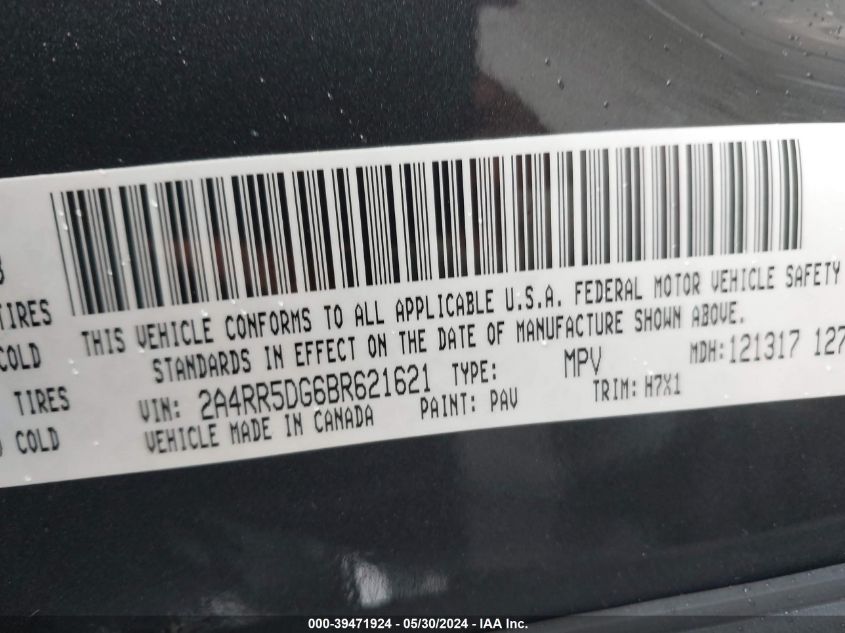 THIS VEHICLE CONFORMS TO ALL APPLICABLE U.S.A. FEDERAL MOTOR VEHICLE SAFETY
STANDARDS IN EFFECT ON THE DATE OF MANUFACTURE SHOWN ABOVE.
VIN: 2A4RR5DG6BR621621 TYPE: MPV MDH:121317 127
VEHICLE MADE IN CANADA PAINT: PAV TRIM: H7X1
TIRES
COLD
TIRES
COLD
000-39471924 / 05/30/2024 - IAA Inc.